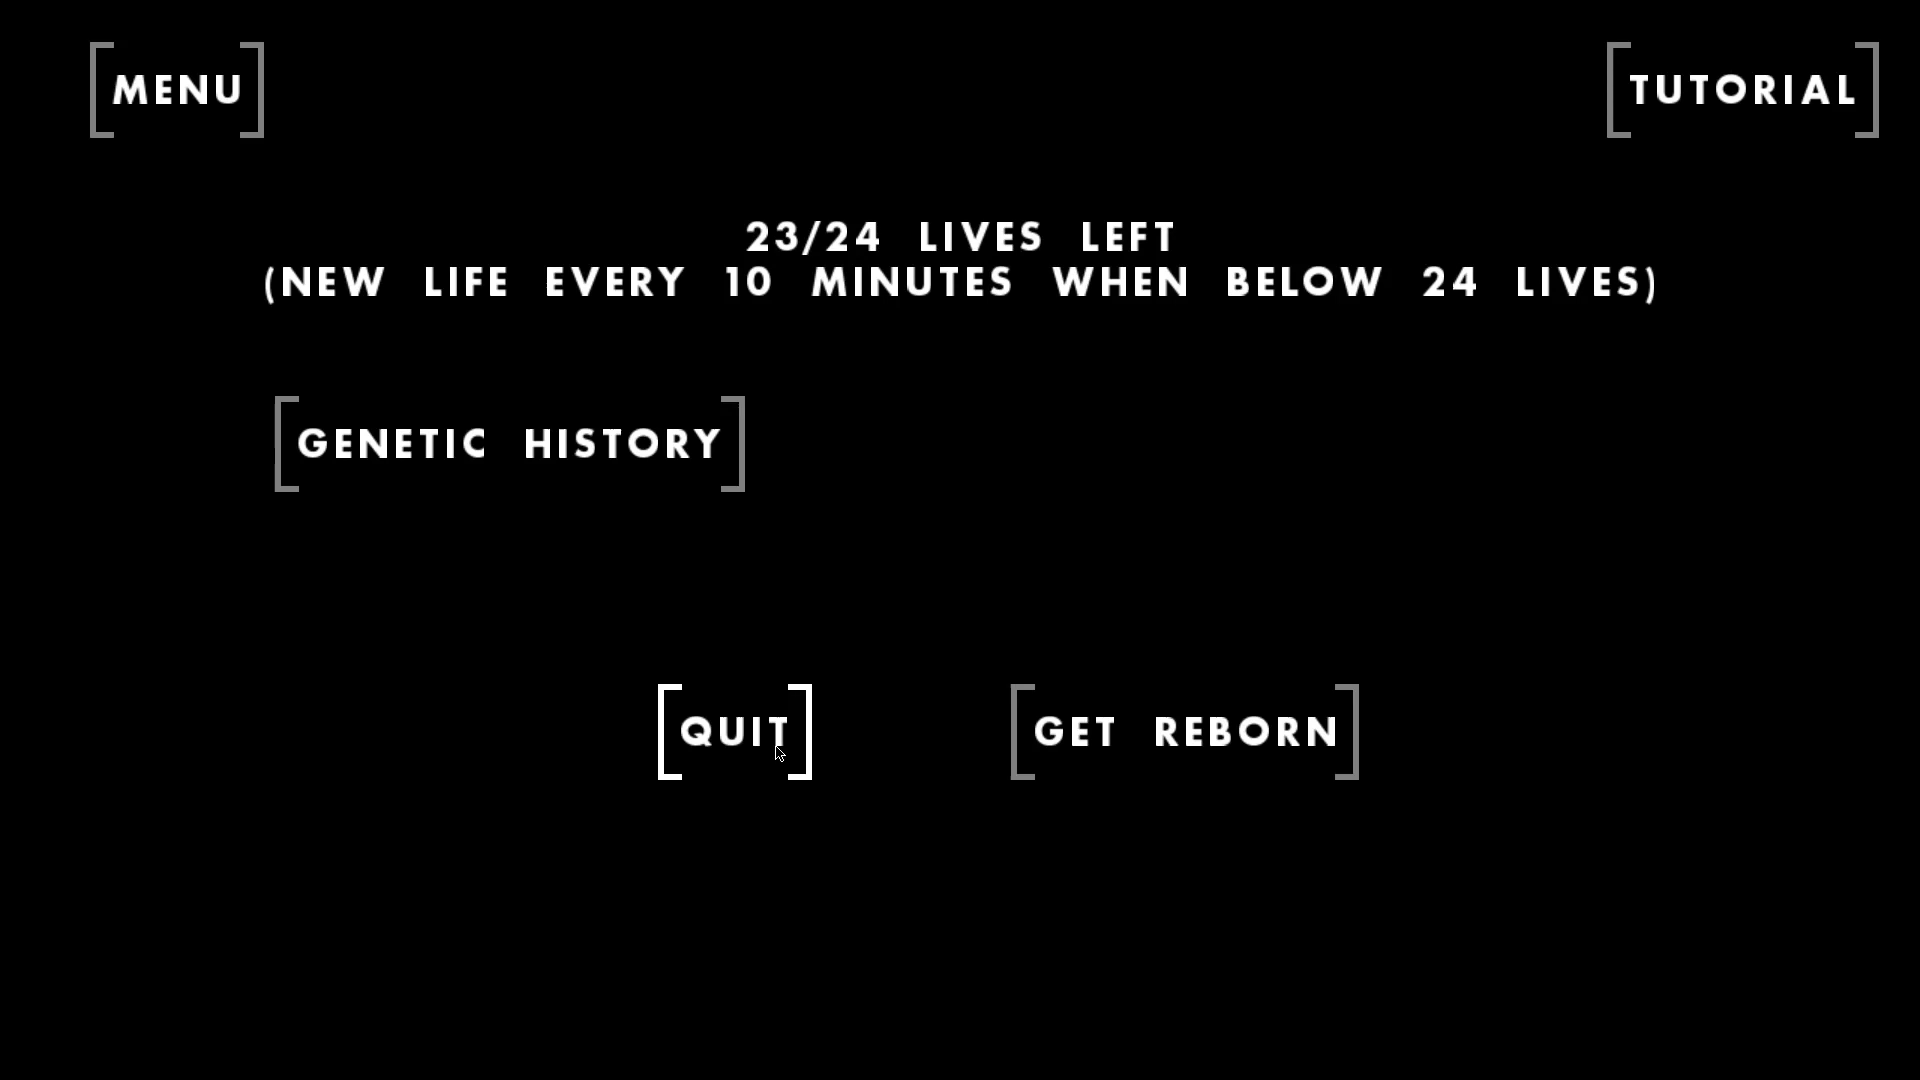 MENU
TUTORIAL
23/24 LIVES LEFT
(NEW LIFE EVERY 10 MINUTES WHEN BELOW 24 LIVES)
GENETIC HISTORY
QUIT
GET REBORN